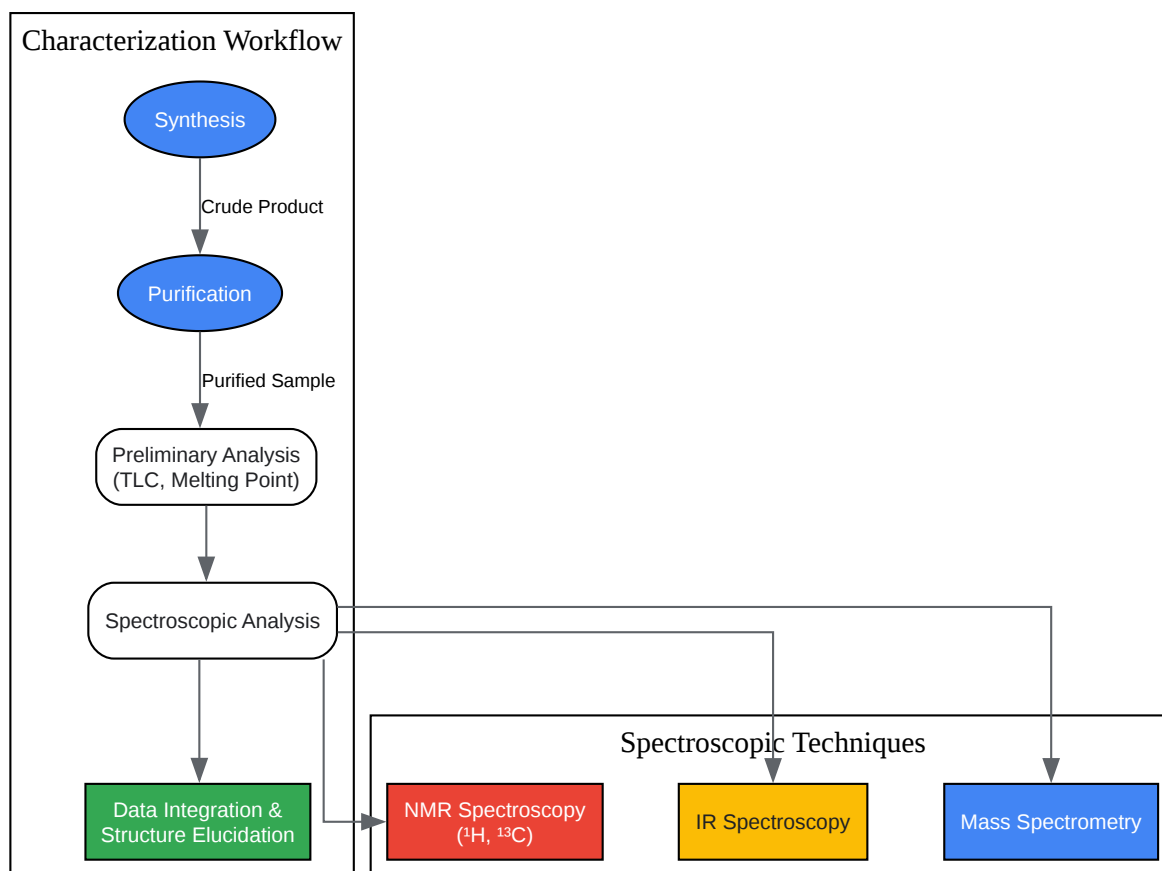 Characterization Workflow
Synthesis
Crude Product
Purification
Purified Sample
Preliminary Analysis
(TLC, Melting Point)
Spectroscopic Analysis
Data Integration &
Structure Elucidation
Spectroscopic Techniques
NMR Spectroscopy
(¹H, ¹³C)
IR Spectroscopy
Mass Spectrometry